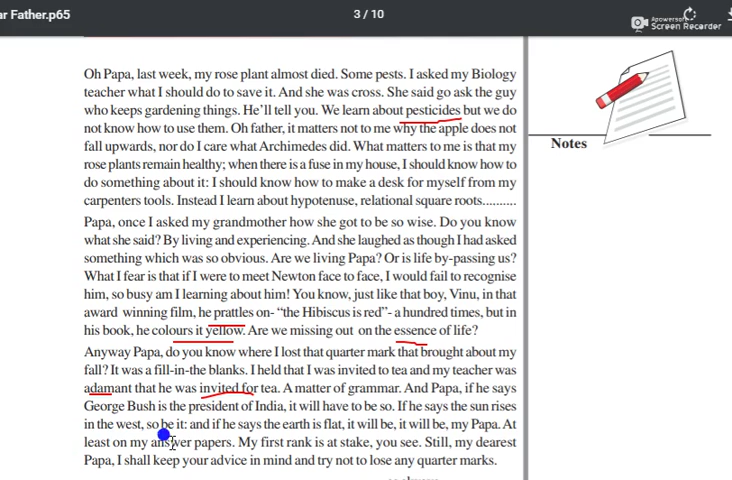 ar Father.p65
3 / 10
Apowersoft
Screen Recorder
Oh Papa, last week, my rose plant almost died. Some pests. I asked my Biology
teacher what I should do to save it. And she was cross. She said go ask the guy
who keeps gardening things. He'll tell you. We learn about pesticides but we do
not know how to use them. Oh father, it matters not to me why the apple does not
fall upwards, nor do I care what Archimedes did. What matters to me is that my
rose plants remain healthy; when there is a fuse in my house, I should know how to
do something about it: I should know how to make a desk for myself from my
carpenters tools. Instead I learn about hypotenuse, relational square roots..........
Papa, once I asked my grandmother how she got to be so wise. Do you know
what she said? By living and experiencing. And she laughed as though I had asked
something which was so obvious. Are we living Papa? Or is life by-passing us?
What I fear is that if I were to meet Newton face to face, I would fail to recognise
him, so busy am I learning about him! You know, just like that boy, Vinu, in that
award winning film, he prattles on- “the Hibiscus is red”- a hundred times, but in
his book, he colours it yellow. Are we missing out on the essence of life?
Anyway Papa, do you know where I lost that quarter mark that brought about my
fall? It was a fill-in-the blanks. I held that I was invited to tea and my teacher was
adamant that he was invited for tea. A matter of grammar. And Papa, if he says
George Bush is the president of India, it will have to be so. If he says the sun rises
in the west, so be it: and if he says the earth is flat, it will be, it will be, my Papa. At
least on my answer papers. My first rank is at stake, you see. Still, my dearest
Papa, I shall keep your advice in mind and try not to lose any quarter marks.
Notes